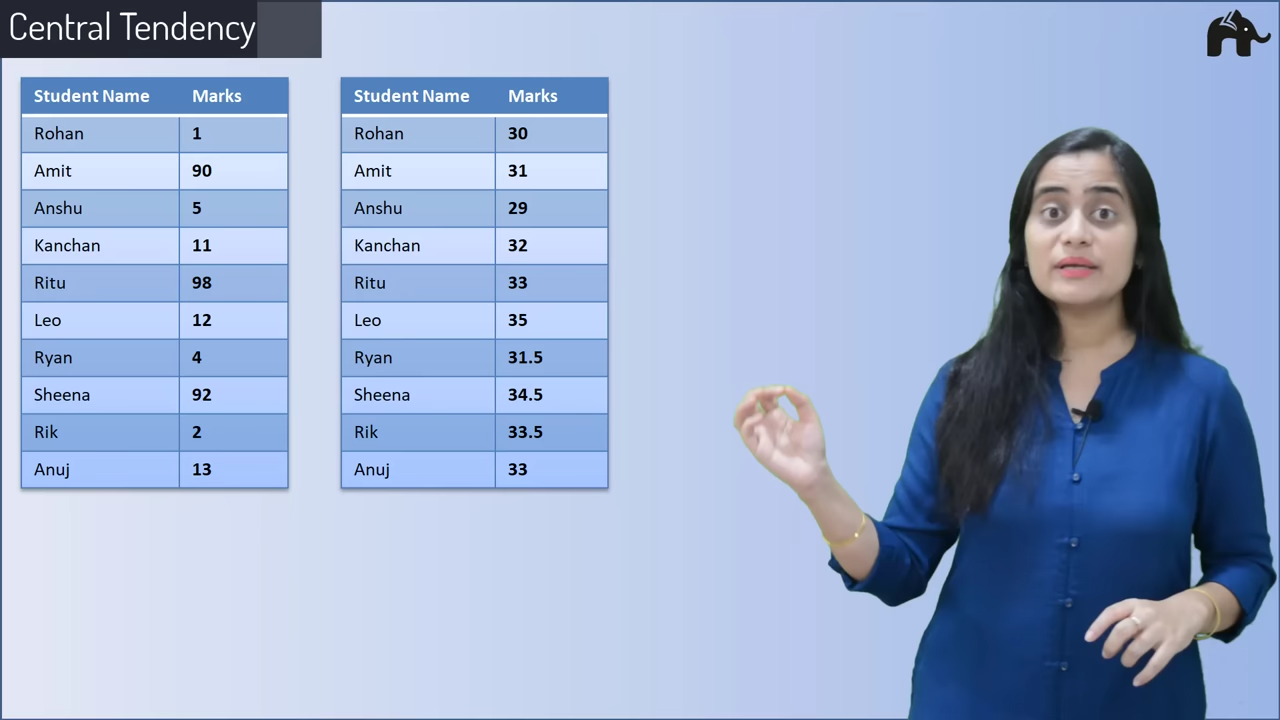 Central Tendency
Student Name Marks
Rohan 1
Amit 90
Anshu 5
Kanchan 11
Ritu 98
Leo 12
Ryan 4
Sheena 92
Rik 2
Anuj 13
Student Name Marks
Rohan 30
Amit 31
Anshu 29
Kanchan 32
Ritu 33
Leo 35
Ryan 31.5
Sheena 34.5
Rik 33.5
Anuj 33